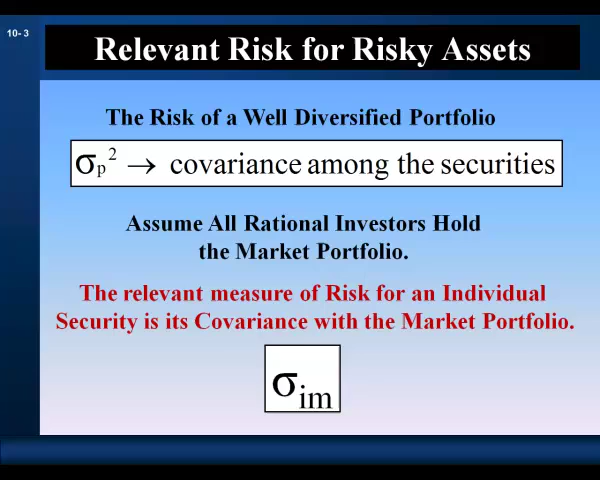 10- 3
Relevant Risk for Risky Assets
The Risk of a Well Diversified Portfolio
σp² → covariance among the securities
Assume All Rational Investors Hold
the Market Portfolio.
The relevant measure of Risk for an Individual
Security is its Covariance with the Market Portfolio.
σim